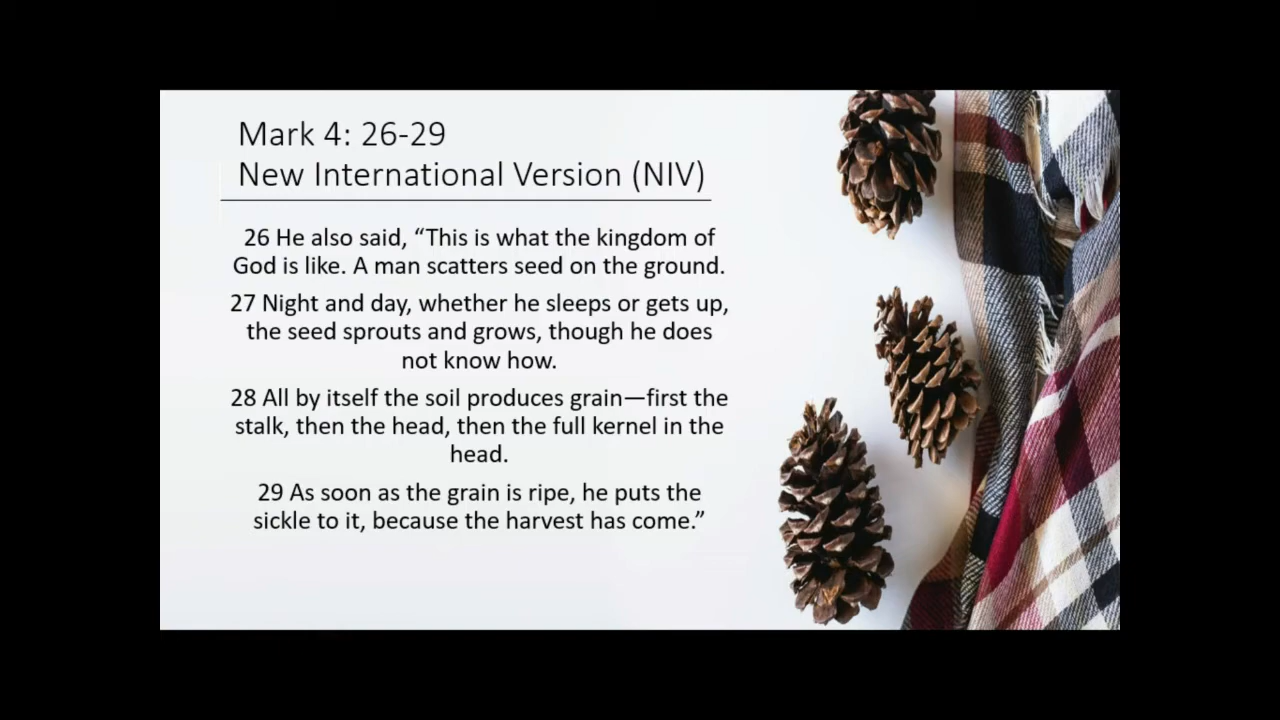 Mark 4: 26-29
New International Version (NIV)
26 He also said, “This is what the kingdom of
God is like. A man scatters seed on the ground.
27 Night and day, whether he sleeps or gets up,
the seed sprouts and grows, though he does
not know how.
28 All by itself the soil produces grain—first the
stalk, then the head, then the full kernel in the
head.
29 As soon as the grain is ripe, he puts the
sickle to it, because the harvest has come.”